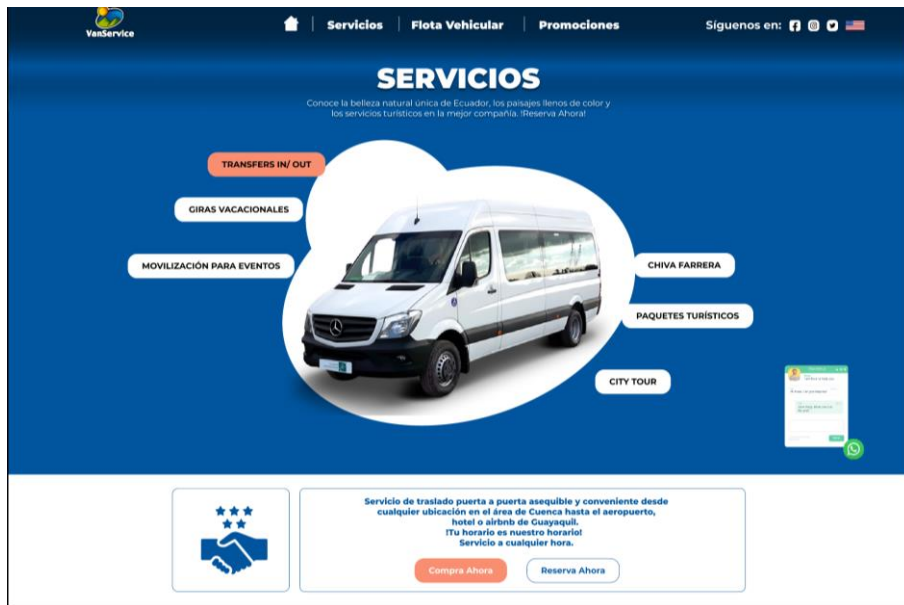 VanService
Servicios
Flota Vehicular
Promociones
Síguenos en:
SERVICIOS
Conoce la belleza natural única de Ecuador, los paisajes llenos de color y
los servicios turísticos en la mejor compañía. !Reserva Ahora!
TRANSFERS IN/ OUT
GIRAS VACACIONALES
MOVILIZACIÓN PARA EVENTOS
CHIVA FARRERA
PAQUETES TURÍSTICOS
CITY TOUR
Servicio de traslado puerta a puerta asequible y conveniente desde
cualquier ubicación en el área de Cuenca hasta el aeropuerto,
hotel o airbnb de Guayaquil.
!Tu horario es nuestro horario!
Servicio a cualquier hora.
Compra Ahora
Reserva Ahora